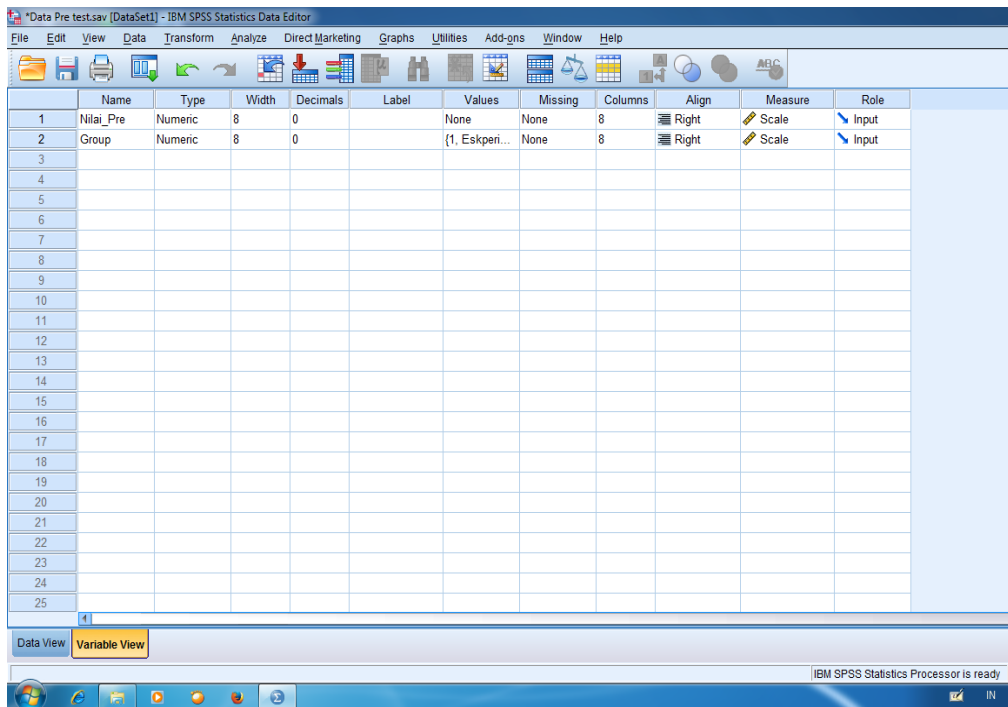 *Data Pre test.sav [DataSet1] - IBM SPSS Statistics Data Editor
File Edit View Data Transform Analyze Direct Marketing Graphs Utilities Add-ons Window Help
Name Type Width Decimals Label Values Missing Columns Align Measure Role
1 Nilai_Pre Numeric 8 0 None None 8 Right Scale Input
2 Group Numeric 8 0 {1, Eskperi... None 8 Right Scale Input
3
4
5
6
7
8
9
10
11
12
13
14
15
16
17
18
19
20
21
22
23
24
25
Data View Variable View
IBM SPSS Statistics Processor is ready
IN